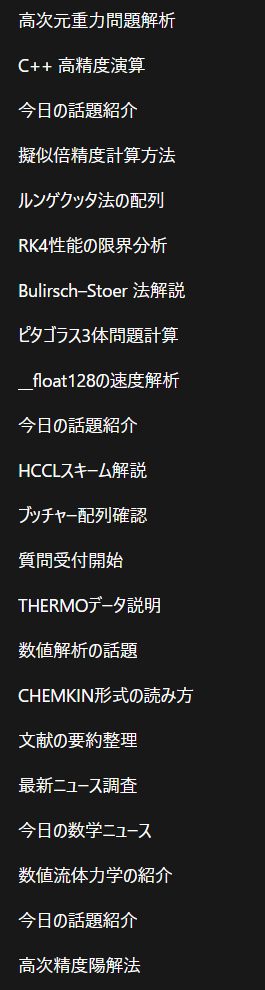 高次元重力問題解析
C++ 高精度演算
今日の話題紹介
擬似倍精度計算方法
ルンゲクッタ法の配列
RK4性能の限界分析
Bulirsch–Stoer 法解説
ピタゴラス3体問題計算
__float128の速度解析
今日の話題紹介
HCCLスキーム解説
ブッチャー配列確認
質問受付開始
THERMOデータ説明
数値解析の話題
CHEMKIN形式の読み方
文献の要約整理
最新ニュース調査
今日の数学ニュース
数値流体力学の紹介
今日の話題紹介
高次精度陽解法